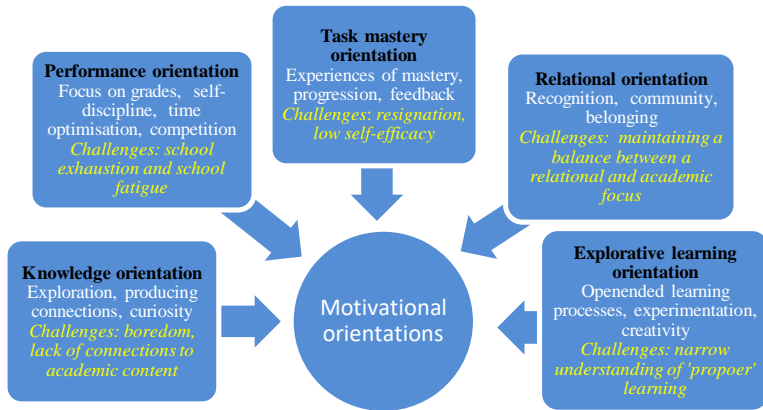 Task mastery
orientation
Experiences of mastery,
progression, feedback
Challenges: resignation,
low self-efficacy
Performance orientation
Focus on grades, self-
discipline, time
optimisation, competition
Challenges: school
exhaustion and school
fatigue
Relational orientation
Recognition, community,
belonging
Challenges: maintaining a
balance between a
relational and academic
focus
Knowledge orientation
Exploration, producing
connections, curiosity
Challenges: boredom,
lack of connections to
academic content
Motivational
orientations
Explorative learning
orientation
Openended learning
processes, experimentation,
creativity
Challenges: narrow
understanding of 'propoer'
learning